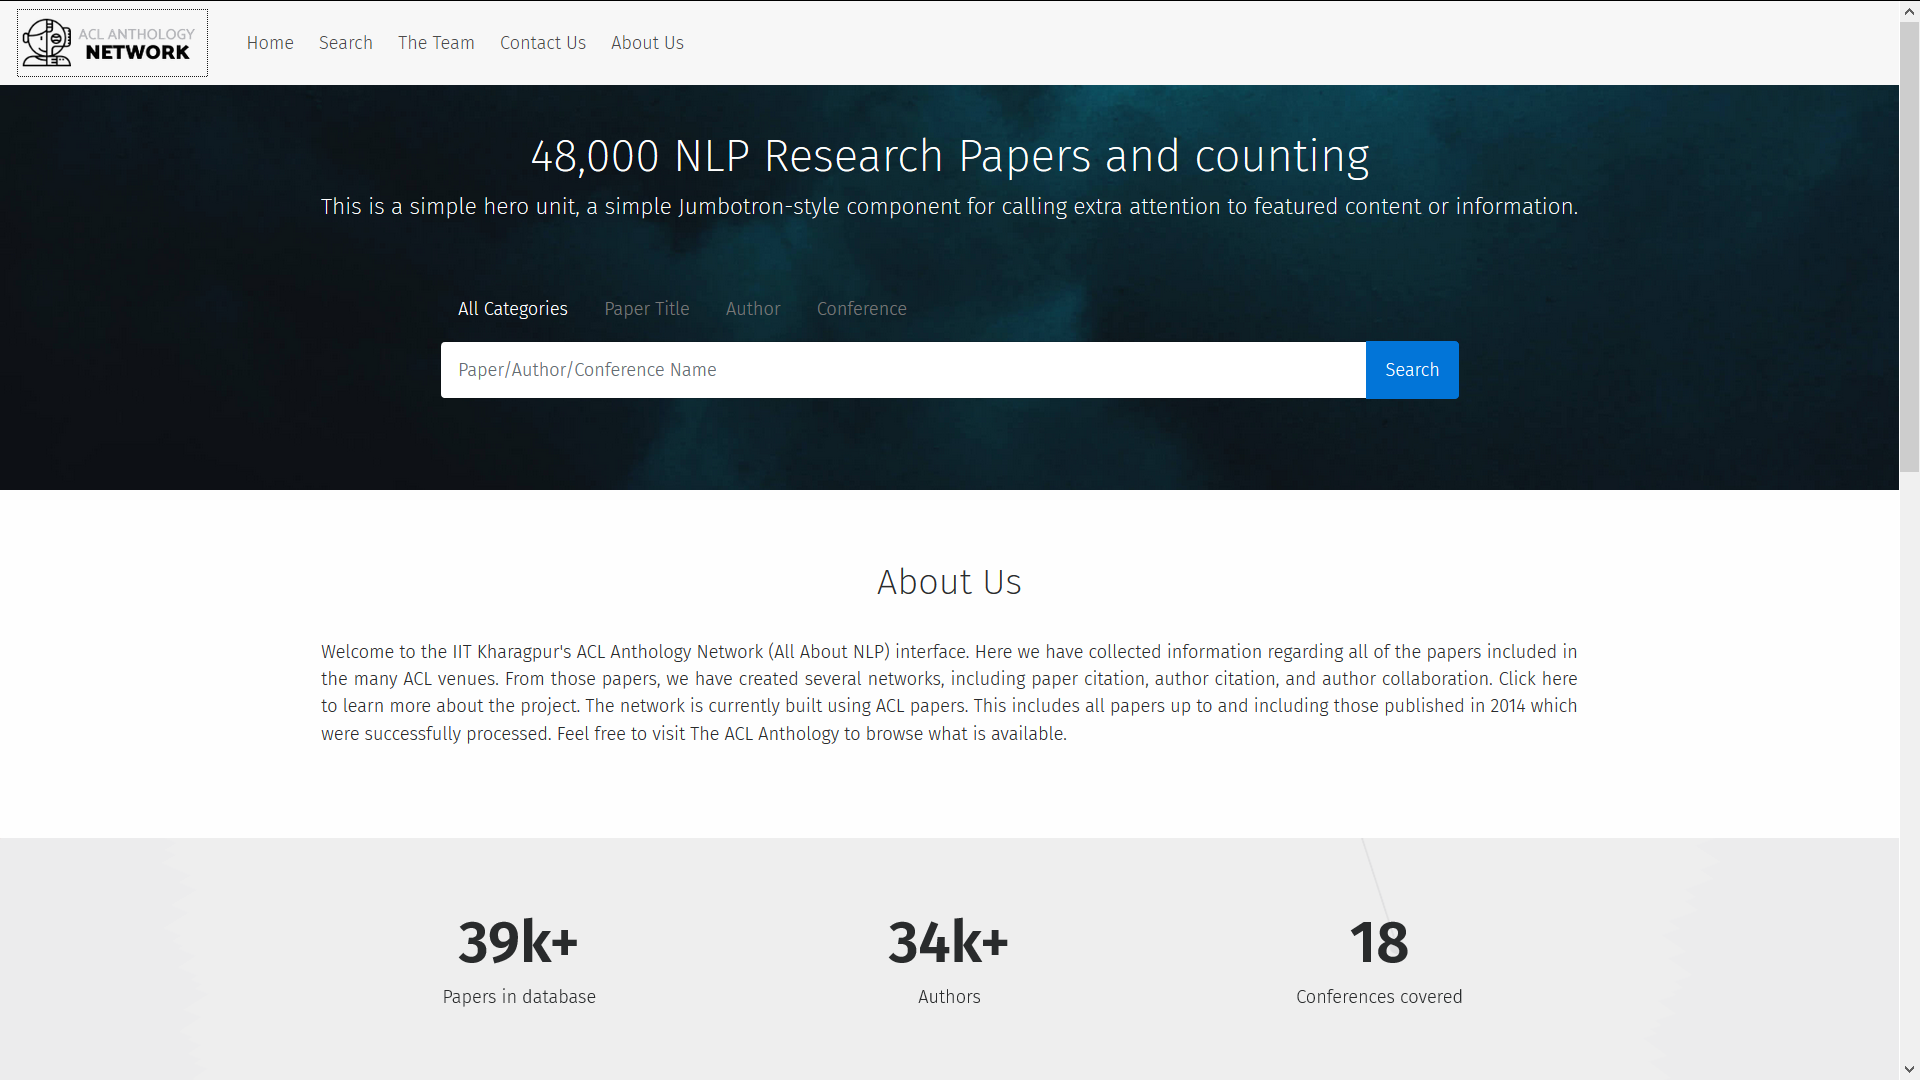 ACL ANTHOLOGY
NETWORK
Home Search The Team Contact Us About Us
48,000 NLP Research Papers and counting
This is a simple hero unit, a simple Jumbotron-style component for calling extra attention to featured content or information.
All Categories Paper Title Author Conference
Paper/Author/Conference Name Search
About Us
Welcome to the IIT Kharagpur's ACL Anthology Network (All About NLP) interface. Here we have collected information regarding all of the papers included in
the many ACL venues. From those papers, we have created several networks, including paper citation, author citation, and author collaboration. Click here
to learn more about the project. The network is currently built using ACL papers. This includes all papers up to and including those published in 2014 which
were successfully processed. Feel free to visit The ACL Anthology to browse what is available.
39k+ 34k+ 18
Papers in database Authors Conferences covered